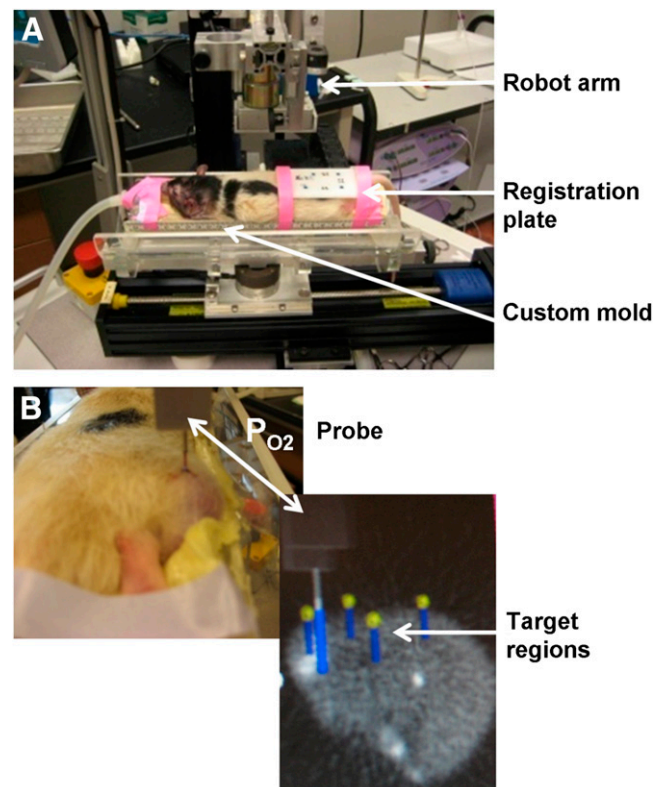 A
Robot arm
Registration
plate
Custom mold
B
PO2 Probe
Target
regions